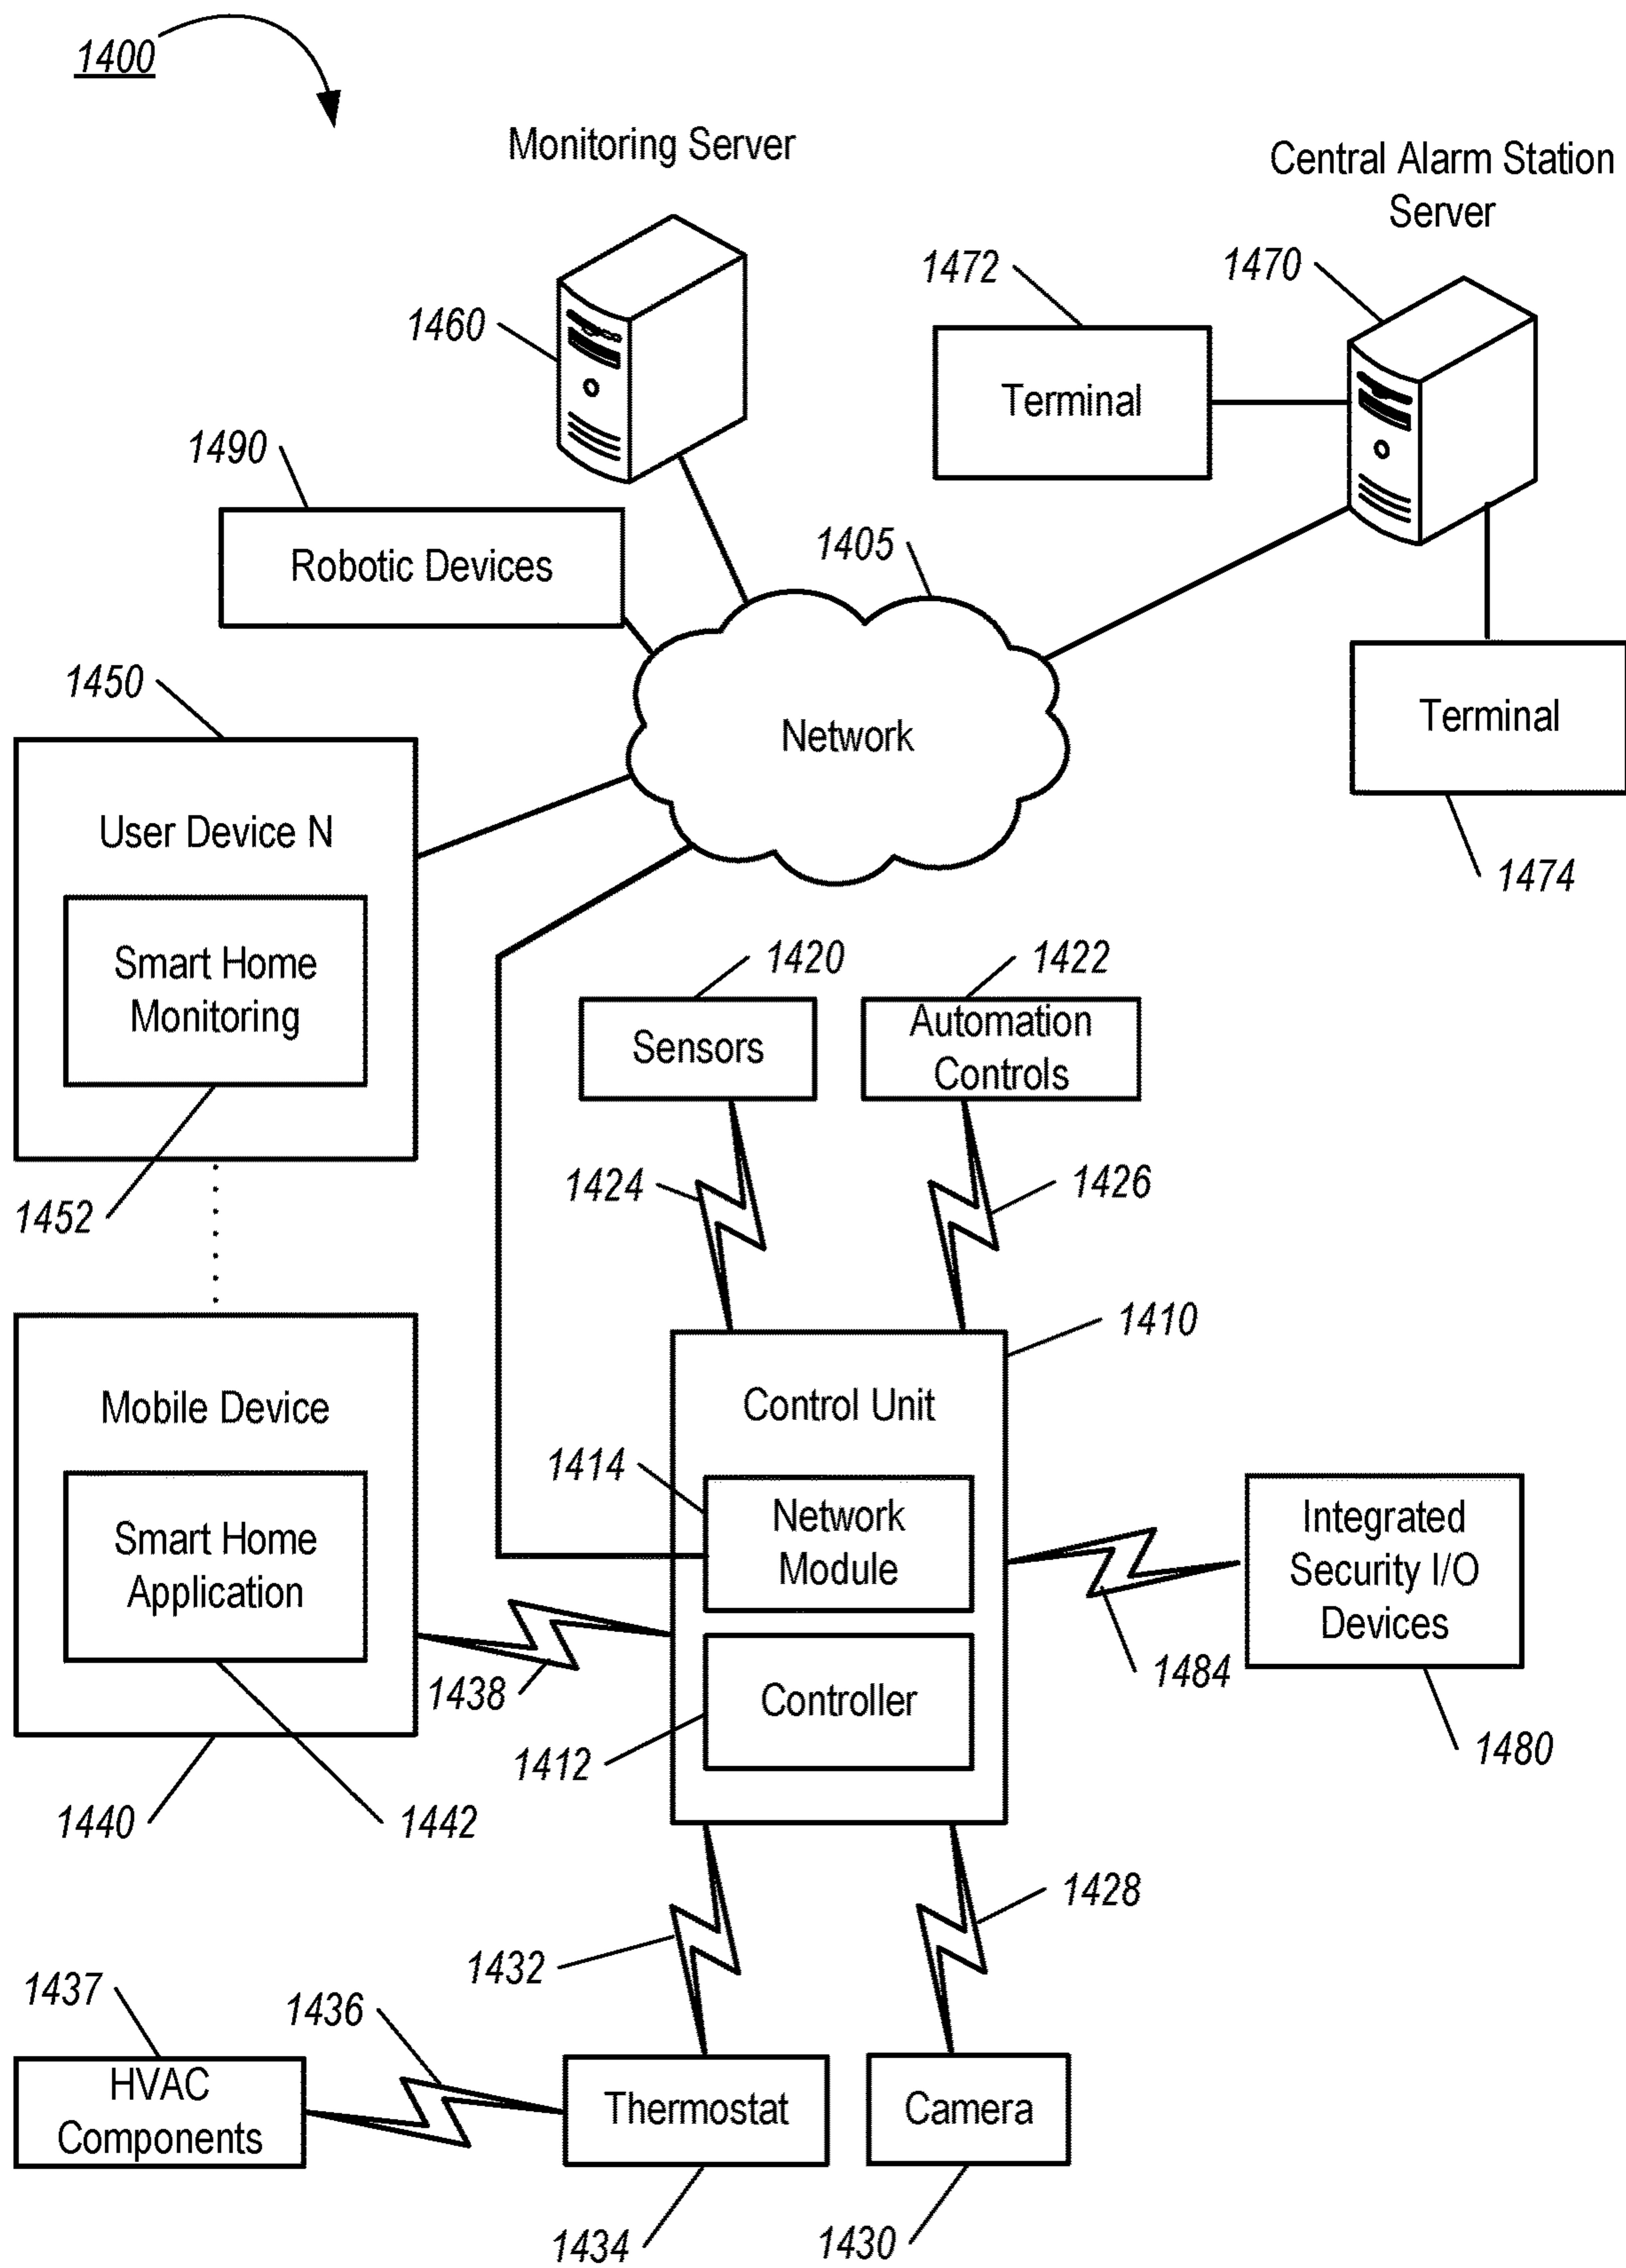 1400
Monitoring Server
Central Alarm Station
Server
1472
1470
1460
Terminal
1490
1405
Robotic Devices
1450
Network
Terminal
User Device N
1474
Smart Home
Monitoring
1420
1422
Sensors
Automation
Controls
1424
1426
1452
1410
Mobile Device
Control Unit
1414
Network
Module
Integrated
Security I/O
Devices
Smart Home
Application
1438
1484
Controller
1412
1480
1440
1442
1428
1432
1437
1436
HVAC
Components
Thermostat
Camera
1434
1430